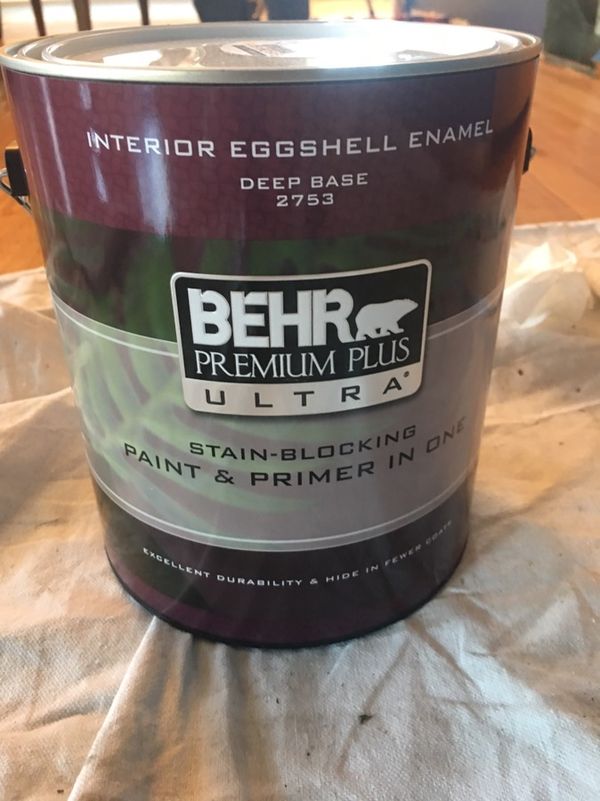 INTERIOR EGGSHELL ENAMEL
DEEP BASE
2753
BEHR
PREMIUM PLUS
ULTRA®
STAIN-BLOCKING
PAINT & PRIMER IN ONE
EXCELLENT DURABILITY & HIDE IN FEWER COATS